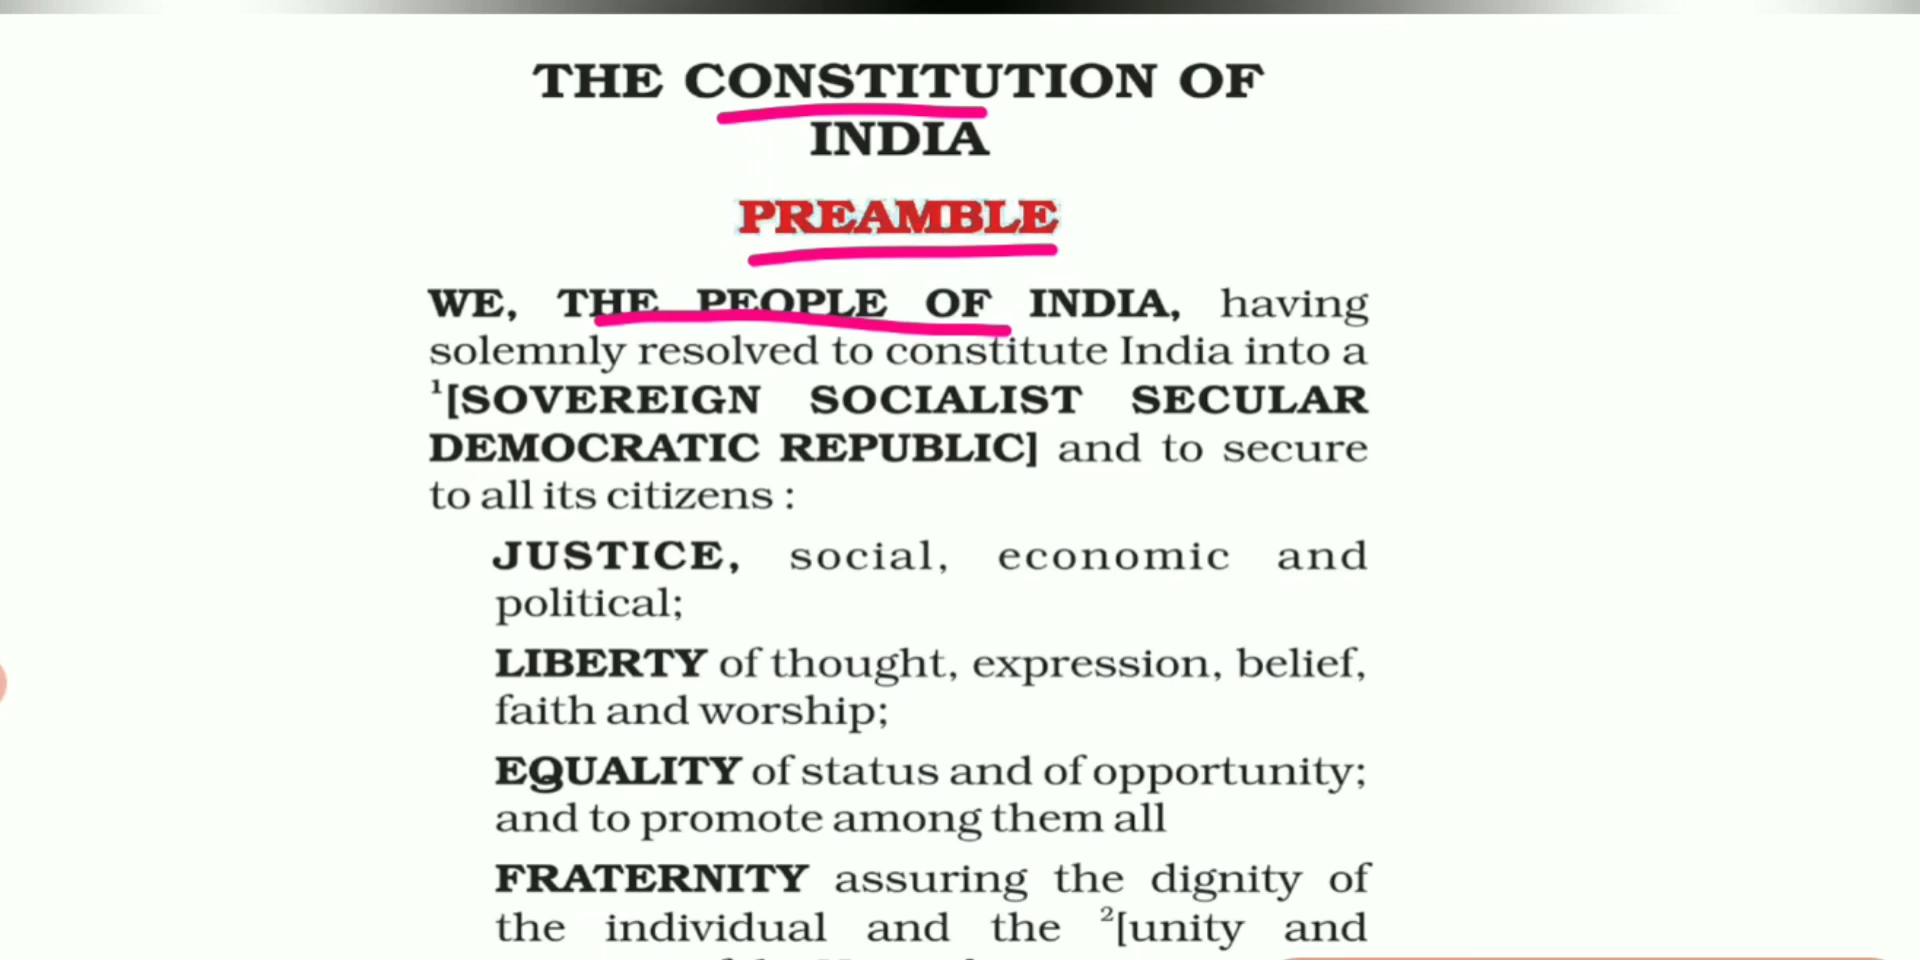 THE CONSTITUTION OF
INDIA
PREAMBLE
WE, THE PEOPLE OF INDIA, having
solemnly resolved to constitute India into a
¹[SOVEREIGN SOCIALIST SECULAR
DEMOCRATIC REPUBLIC] and to secure
to all its citizens :
JUSTICE, social, economic and
political;
LIBERTY of thought, expression, belief,
faith and worship;
EQUALITY of status and of opportunity;
and to promote among them all
FRATERNITY assuring the dignity of
the individual and the ²[unity and